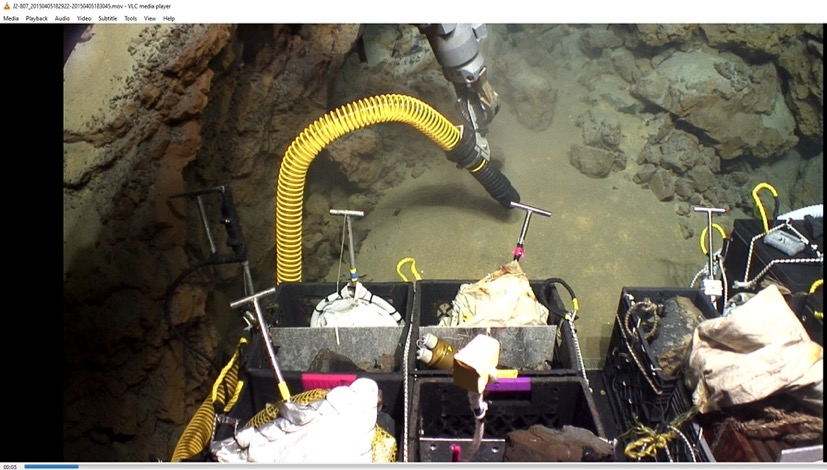 J2-807_20150405182922-20150405183045.mov - VLC media player
Media Playback Audio Video Subtitle Tools View Help
00:05